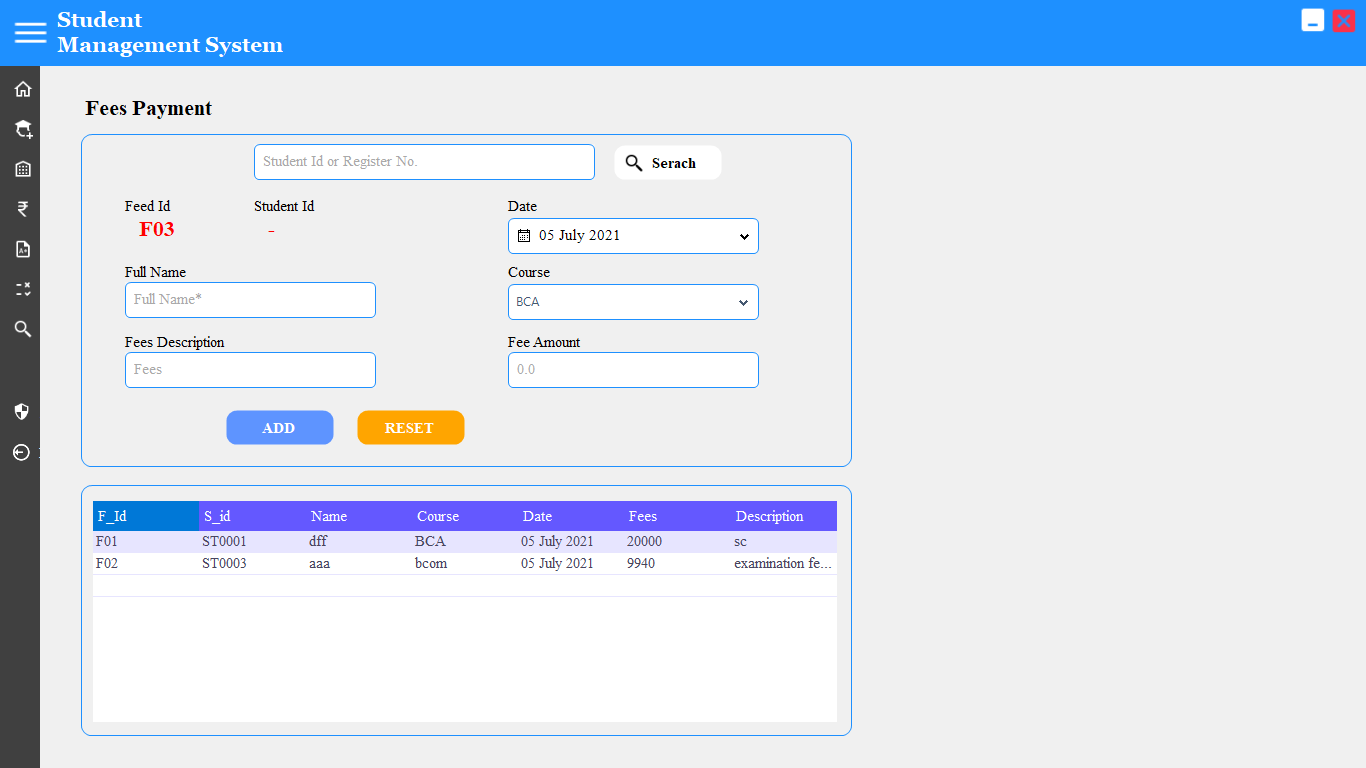 Student
Management System
Fees Payment
Student Id or Register No.
Serach
Feed Id
Student Id
Date
F03
-
05 July 2021
Full Name
Course
Full Name*
BCA
Fees Description
Fee Amount
Fees
0.0
ADD
RESET
F_Id S_id Name Course Date Fees Description
F01 ST0001 dff BCA 05 July 2021 20000 sc
F02 ST0003 aaa bcom 05 July 2021 9940 examination fe...